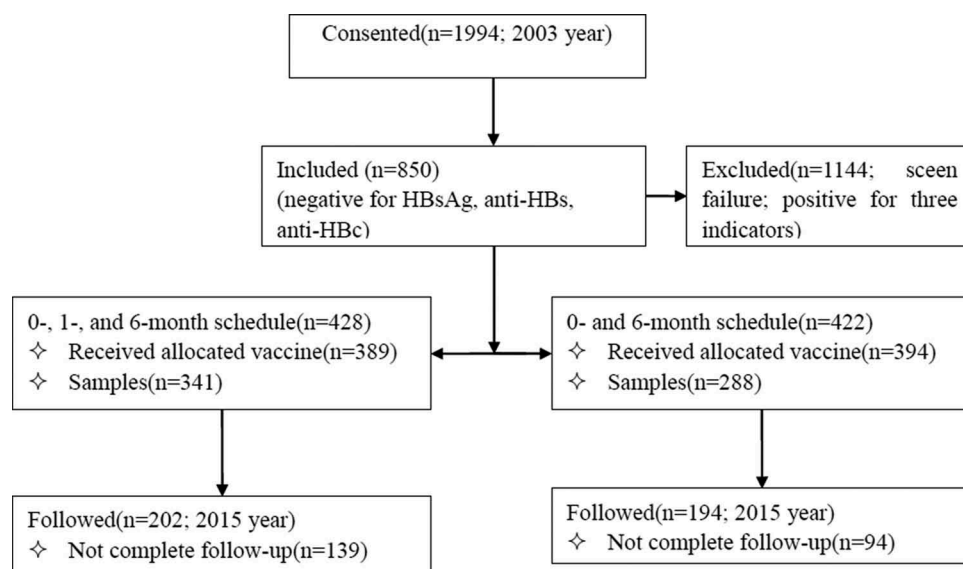 Consented(n=1994; 2003 year)
Included (n=850)
(negative for HBsAg, anti-HBs,
anti-HBc)
Excluded(n=1144; sceen
failure; positive for three
indicators)
0-, 1-, and 6-month schedule(n=428)
✧ Received allocated vaccine(n=389)
✧ Samples(n=341)
0- and 6-month schedule(n=422)
✧ Received allocated vaccine(n=394)
✧ Samples(n=288)
Followed(n=202; 2015 year)
✧ Not complete follow-up(n=139)
Followed(n=194; 2015 year)
✧ Not complete follow-up(n=94)